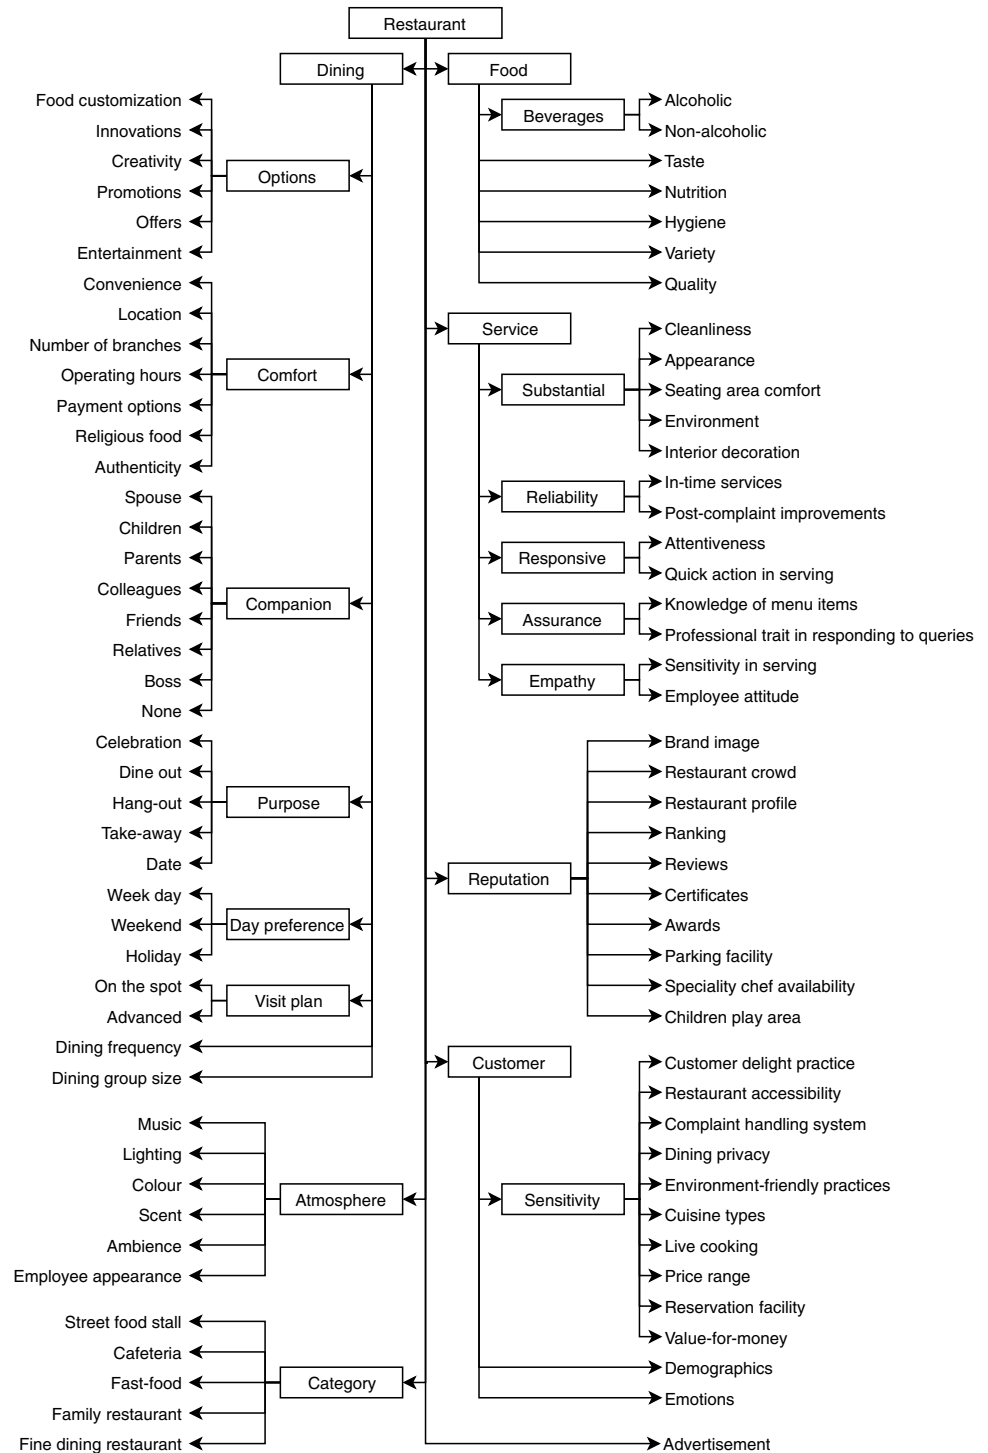 Restaurant
Dining
Food customization
Innovations
Creativity
Promotions
Offers
Entertainment
Options
Convenience
Location
Number of branches
Operating hours
Payment options
Religious food
Authenticity
Comfort
Spouse
Children
Parents
Colleagues
Friends
Relatives
Boss
None
Companion
Celebration
Dine out
Hang-out
Take-away
Date
Purpose
Week day
Weekend
Holiday
Day preference
On the spot
Advanced
Visit plan
Dining frequency
Dining group size
Music
Lighting
Colour
Scent
Ambience
Employee appearance
Atmosphere
Street food stall
Cafeteria
Fast-food
Family restaurant
Fine dining restaurant
Category
Food
Beverages
Alcoholic
Non-alcoholic
Taste
Nutrition
Hygiene
Variety
Quality
Service
Substantial
Cleanliness
Appearance
Seating area comfort
Environment
Interior decoration
Reliability
In-time services
Post-complaint improvements
Responsive
Attentiveness
Quick action in serving
Assurance
Knowledge of menu items
Professional trait in responding to queries
Empathy
Sensitivity in serving
Employee attitude
Reputation
Brand image
Restaurant crowd
Restaurant profile
Ranking
Reviews
Certificates
Awards
Parking facility
Speciality chef availability
Children play area
Customer
Sensitivity
Customer delight practice
Restaurant accessibility
Complaint handling system
Dining privacy
Environment-friendly practices
Cuisine types
Live cooking
Price range
Reservation facility
Value-for-money
Demographics
Emotions
Advertisement